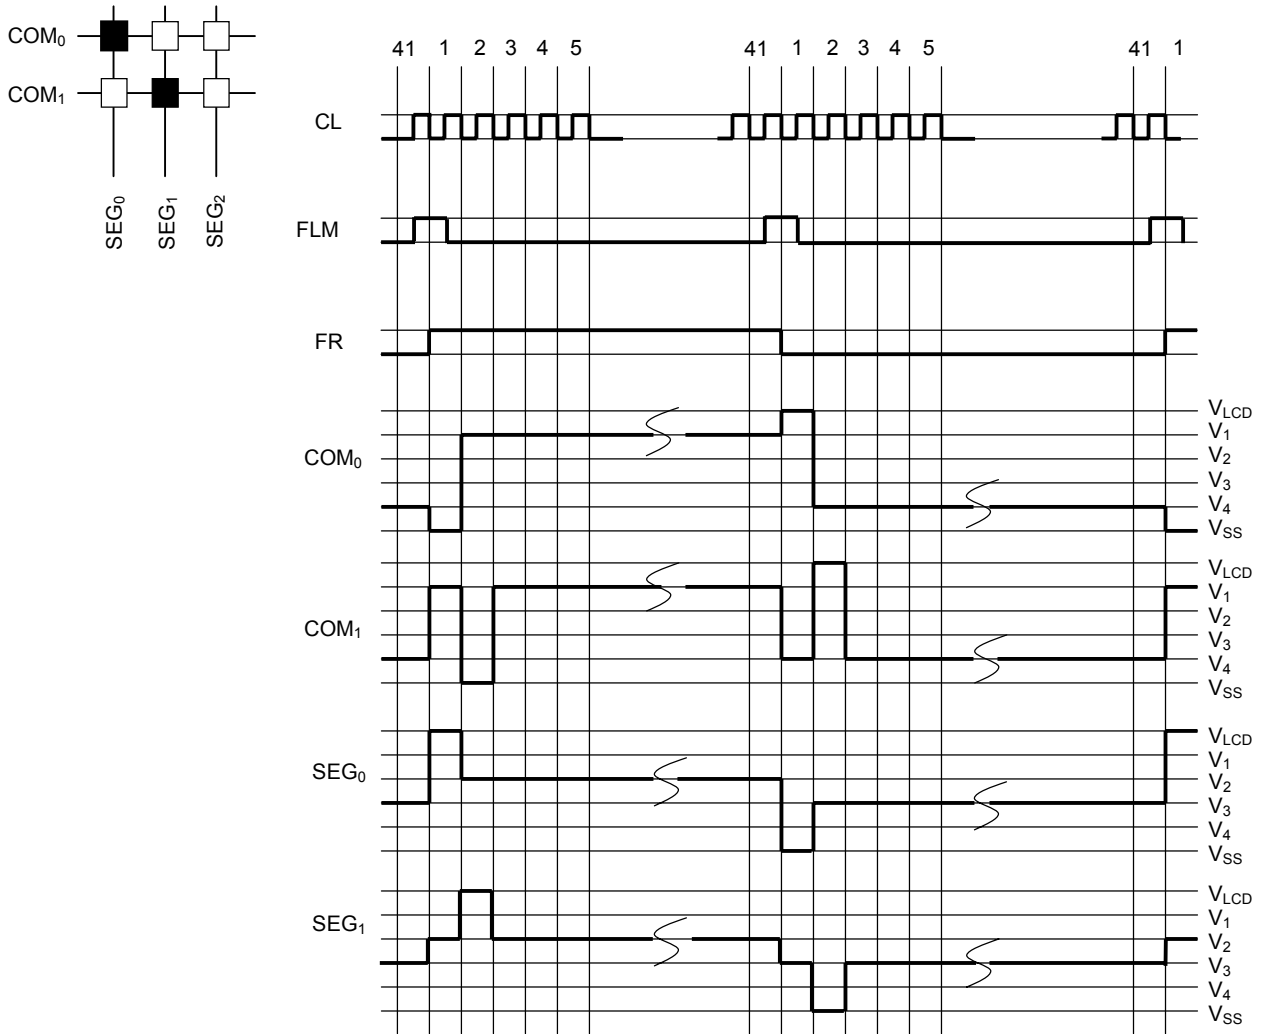 COM0
COM1
SEG0
SEG1
SEG2
41 1 2 3 4 5 41 1 2 3 4 5 41 1
CL
FLM
FR
COM0
VLCD
V1
V2
V3
V4
VSS
COM1
VLCD
V1
V2
V3
V4
VSS
SEG0
VLCD
V1
V2
V3
V4
VSS
SEG1
VLCD
V1
V2
V3
V4
VSS